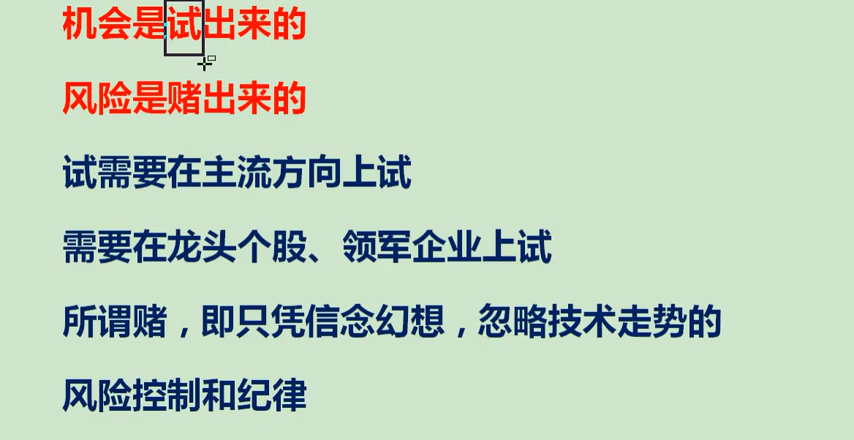 机会是试出来的
风险是赌出来的
试需要在主流方向上试
需要在龙头个股、领军企业上试
所谓赌，即只凭信念幻想，忽略技术走势的
风险控制和纪律